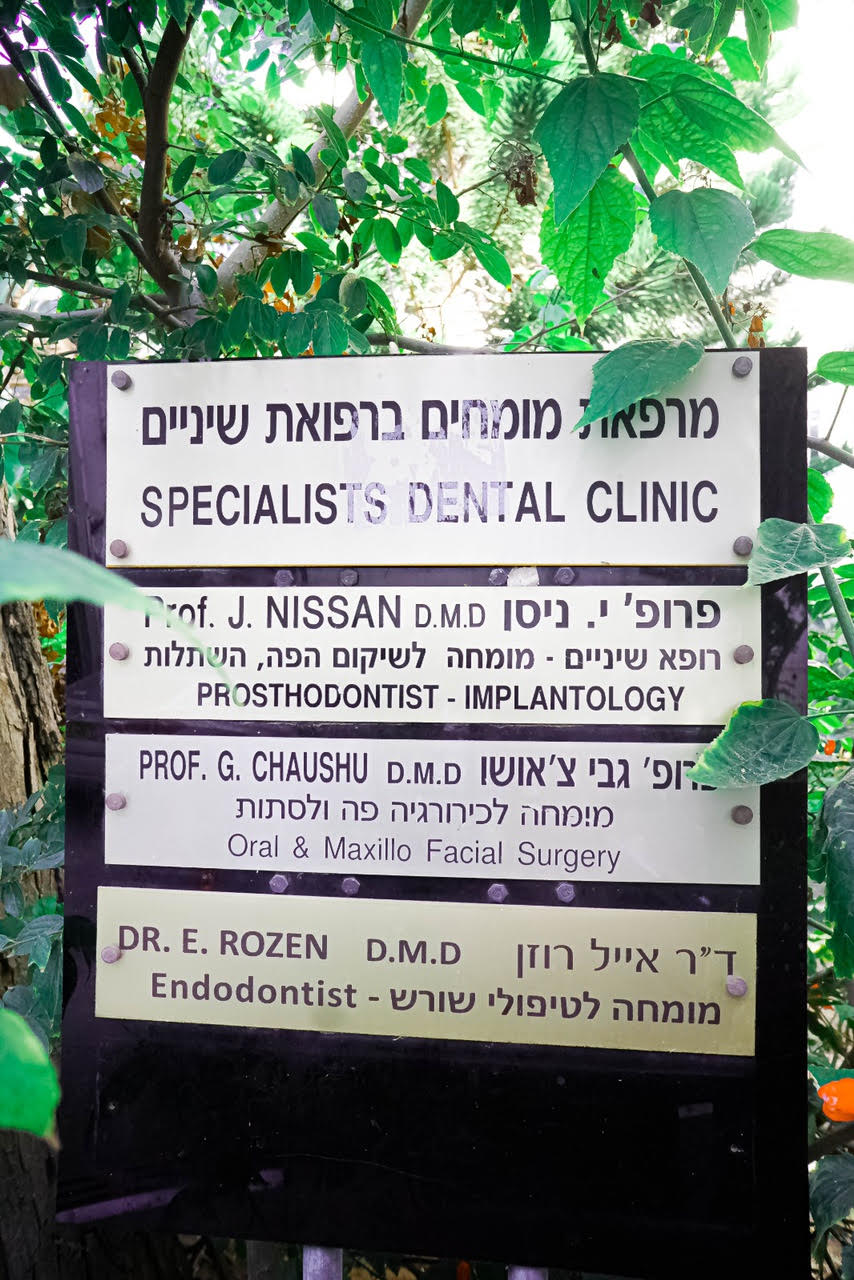 מרפאת מומחים ברפואת שיניים
SPECIALISTS DENTAL CLINIC
Prof. J. NISSAN D.M.D פרופ' י. ניסן
רופא שיניים - מומחה לשיקום הפה, השתלות
PROSTHODONTIST - IMPLANTOLOGY
PROF. G. CHAUSHU D.M.D פרופ' גבי צ'אושו
מומחה לכירורגיה פה ולסתות
Oral & Maxillo Facial Surgery
DR. E. ROZEN D.M.D ד"ר אייל רוזן
Endodontist - מומחה לטיפולי שורש